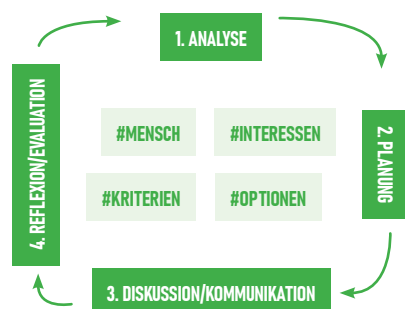 1. ANALYSE
2. PLANUNG
#MENSCH
#INTERESSEN
#KRITERIEN
#OPTIONEN
3. DISKUSSION/KOMMUNIKATION
4. REFLEXION/EVALUATION